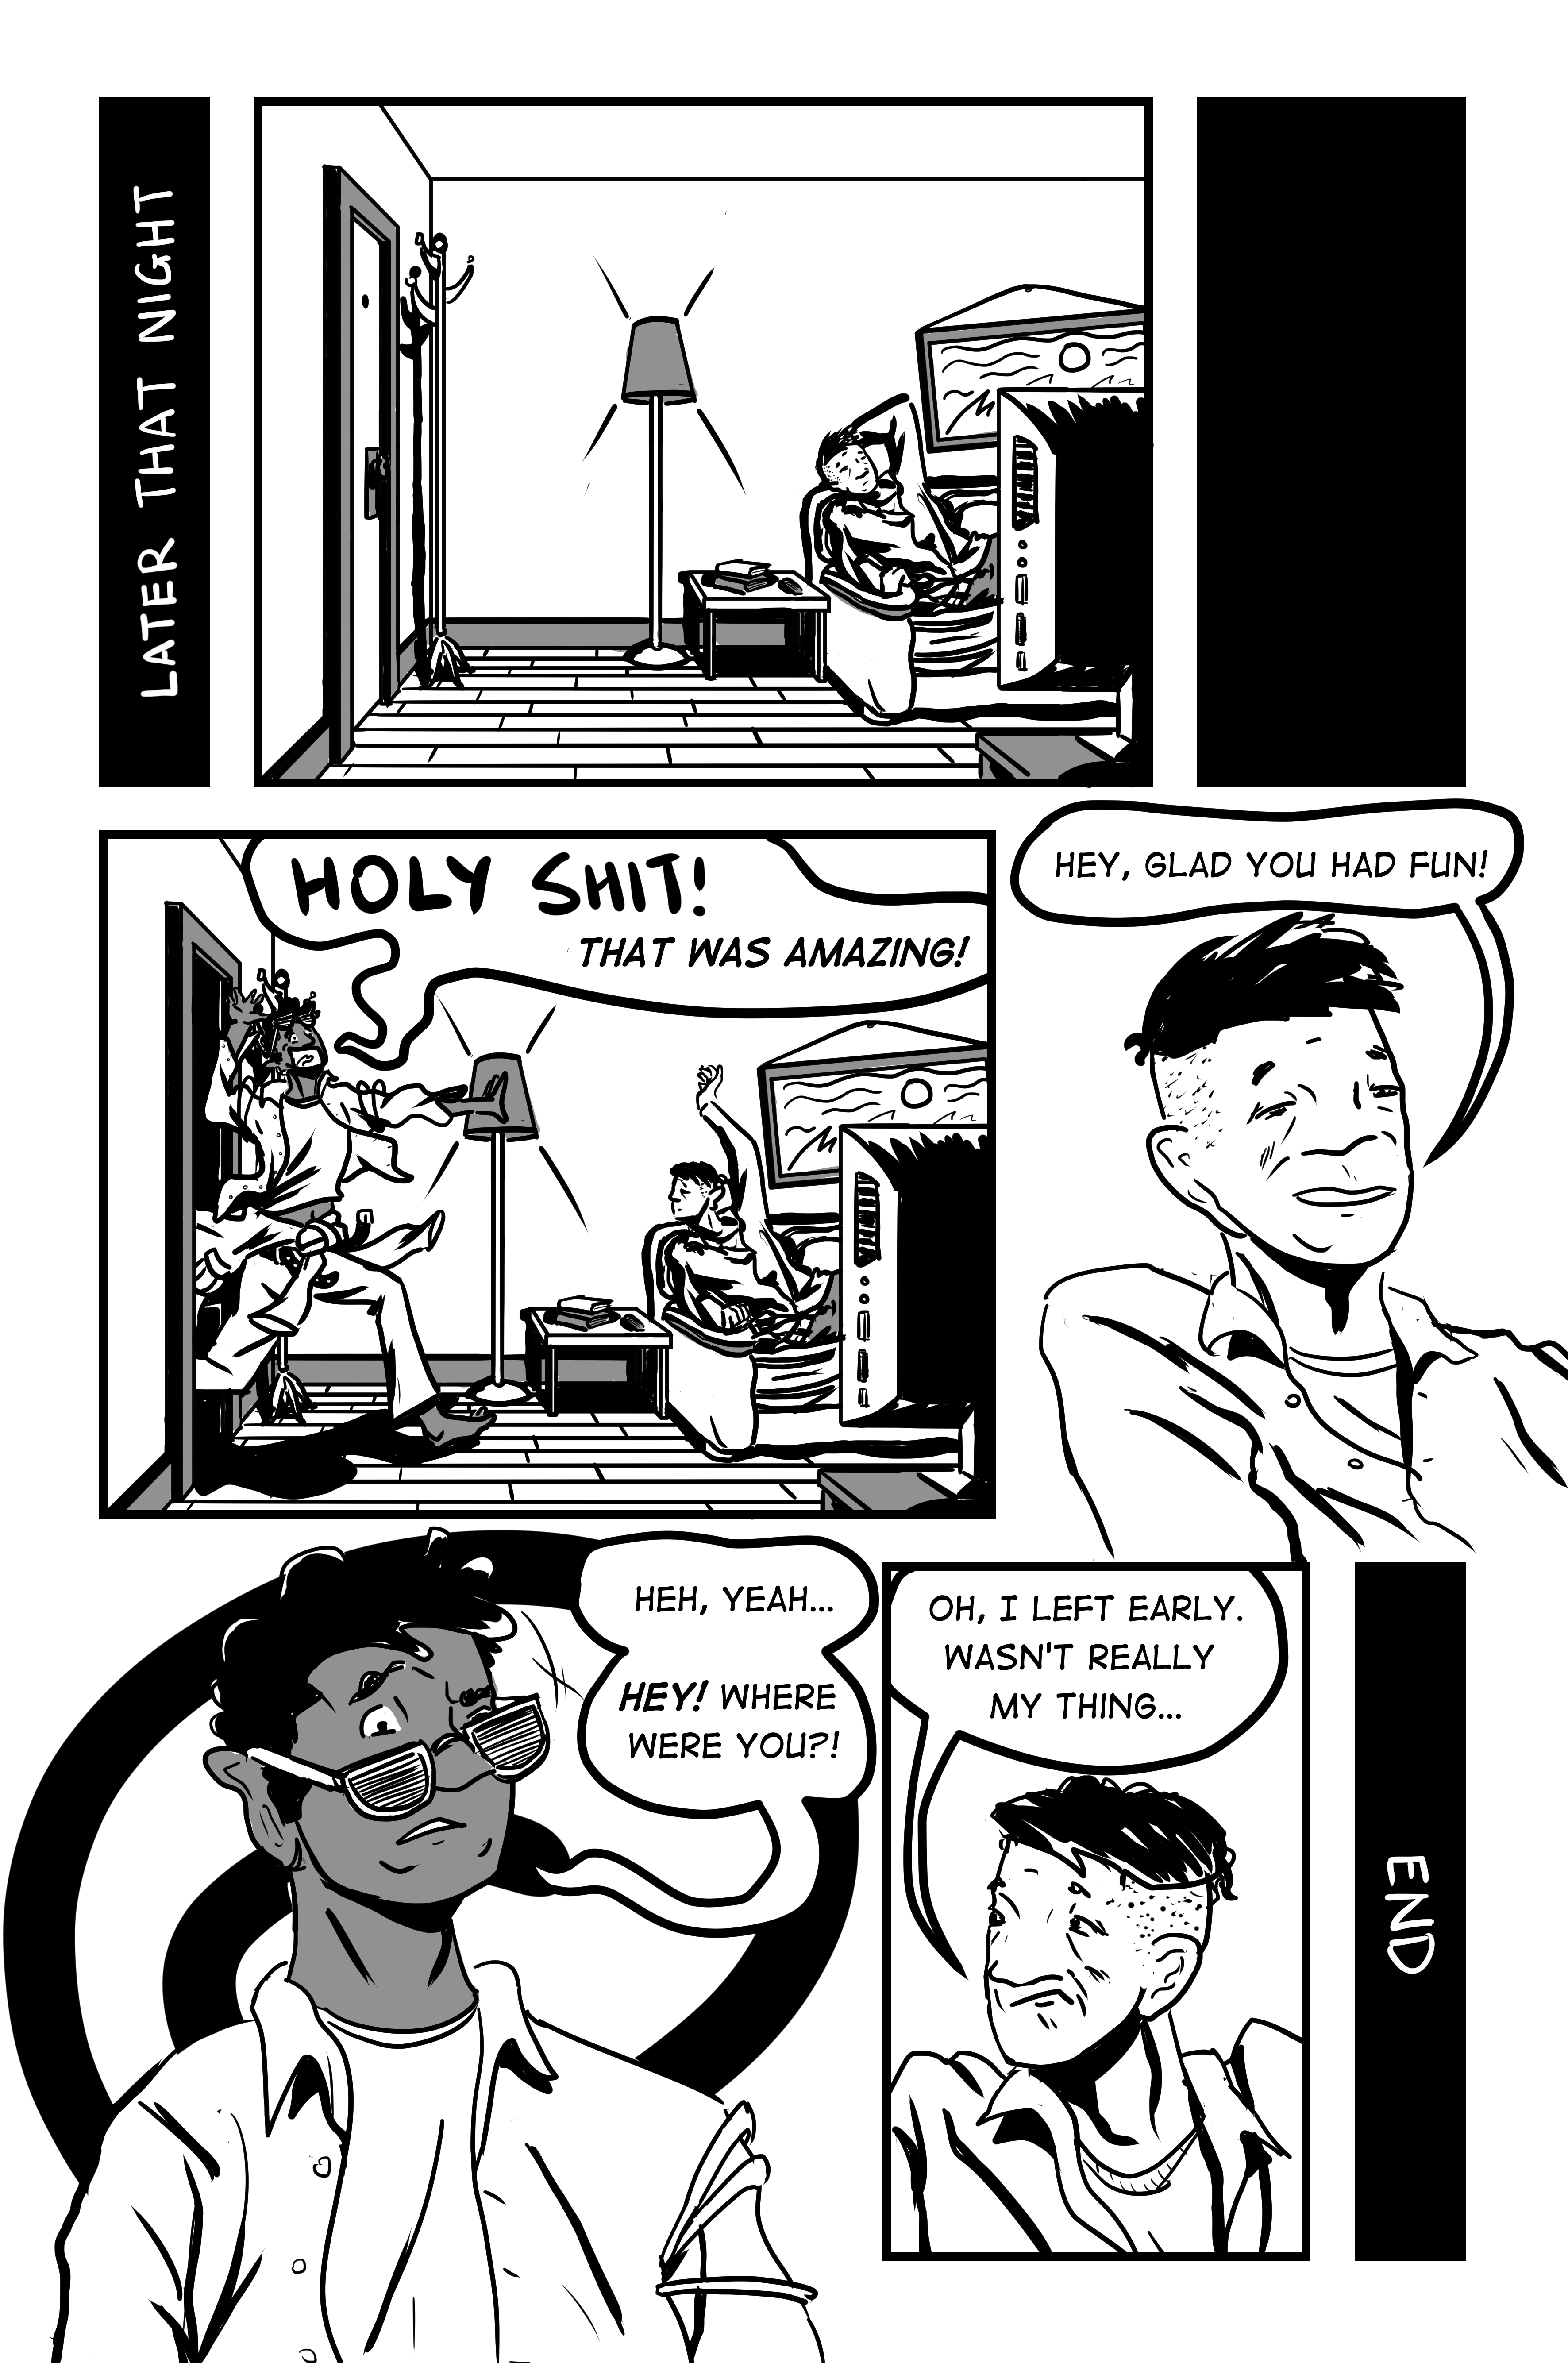 LATER THAT NIGHT
HOLY SHIT!
THAT WAS AMAZING!
HEY, GLAD YOU HAD FUN!
HEH, YEAH...
HEY! WHERE
WERE YOU?!
OH, I LEFT EARLY.
WASN'T REALLY
MY THING...
END